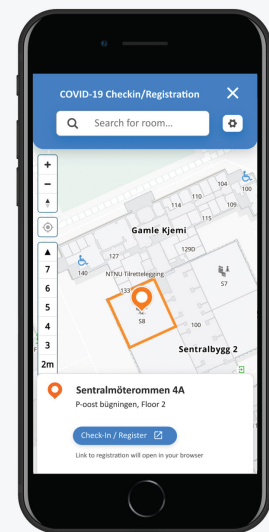 COVID-19 Checkin/Registration
Search for room...
+
−
110
104
100
114
109
115
Gamle Kjemi
127
129D
140
NTNU Tilrettelegging
S7
7
6
5
4
3
2m
S8
100
Sentralbygg 2
Sentralmöterommen 4A
P-oost bügningen, Floor 2
Check-In / Register
Link to registration will open in your browser